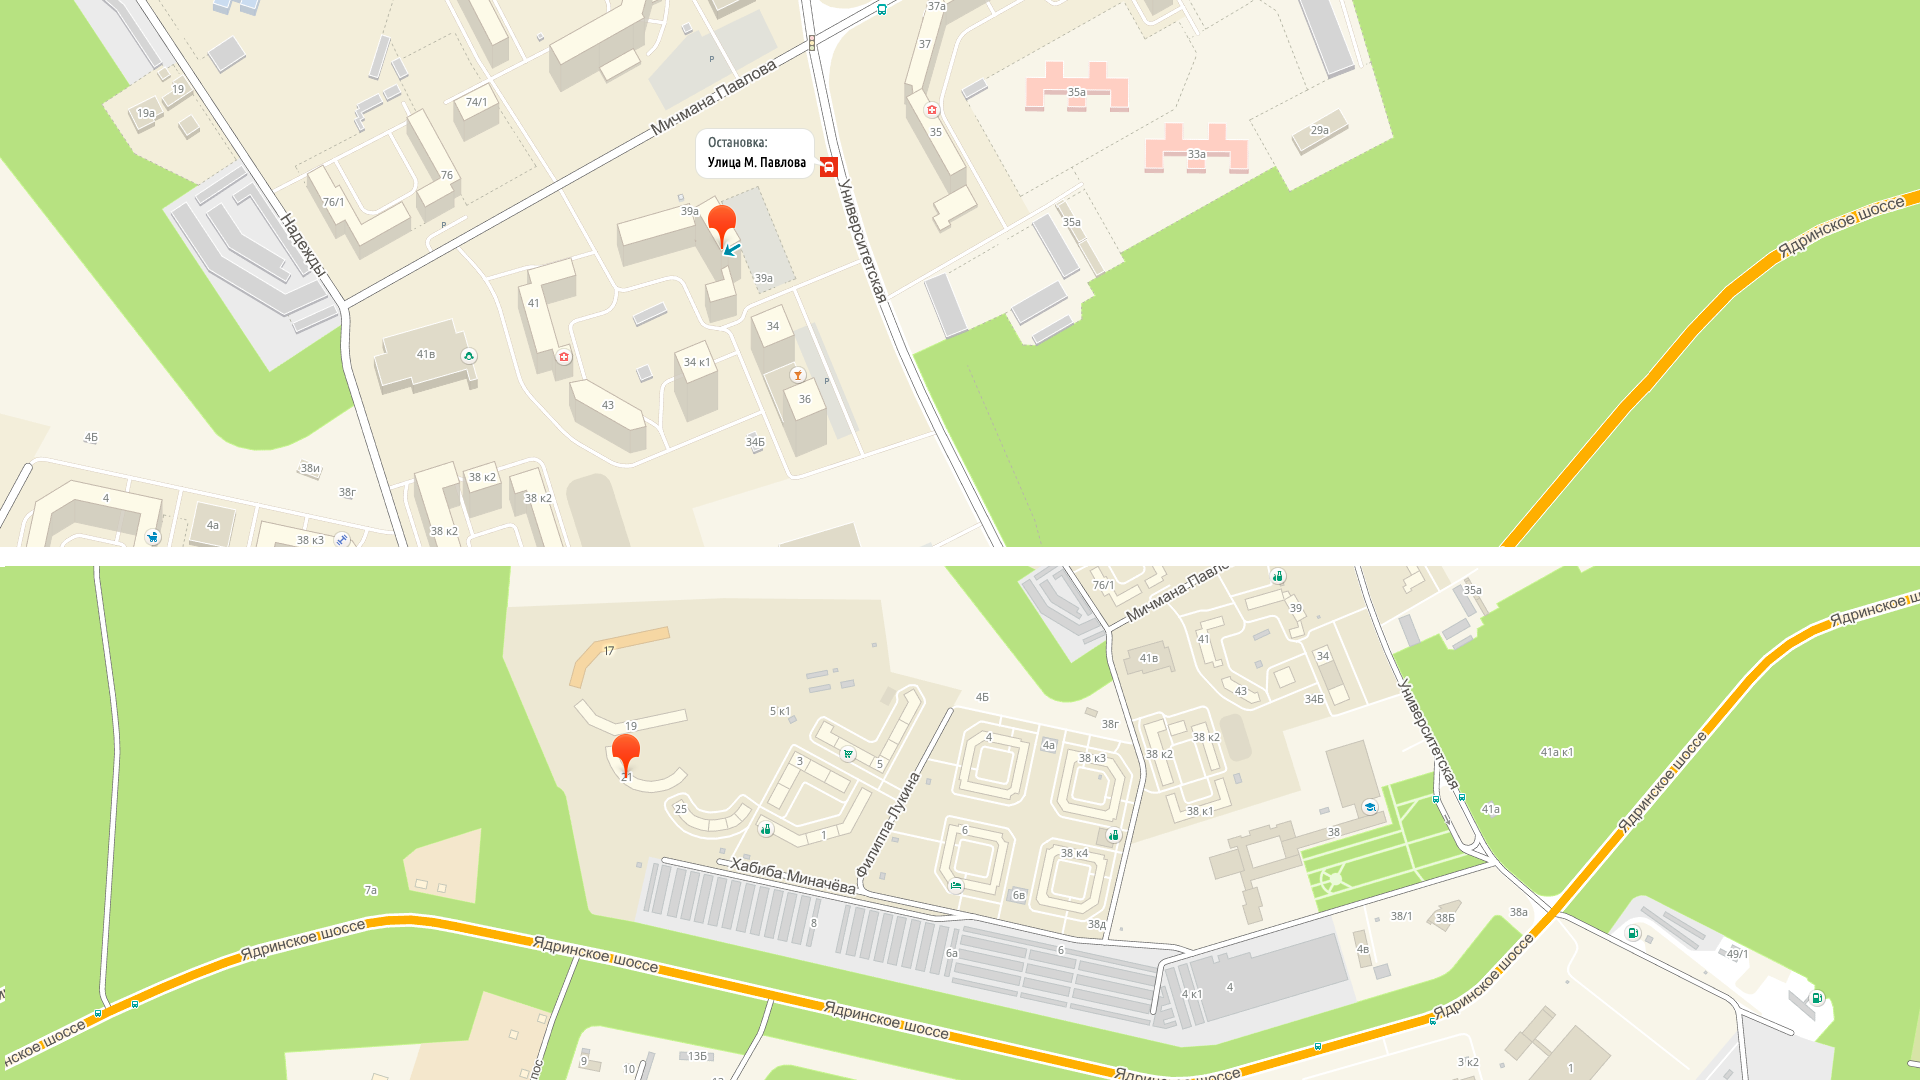 37а
37
19
19а
74/1
Р
Мичмана Павлова
35а
35
33а
29а
Остановка:
Улица М. Павлова
76
76/1
Р
Надежды
39а
39а
Университетская
35а
Ядринское шоссе
41
34
41в
34 к1
Р
43
36
34Б
4Б
38и
38г
4
38 к2
38 к2
38 к2
4а
38 к3
76/1
35а
39
Ядринское ш
41
34
41в
43
34Б
Университетская
17
19
21
25
5 к1
4Б
38г
3
5
4
4а
38 к3
38 к2
38 к2
38 к1
41а к1
41а
38
1
6
38 к4
6в
38д
Филиппа Лукина
Хабиба Миначёва
7а
8
6а
6
4 к1
4
38/1
38Б
38а
4в
49/1
Ядринское шоссе
Ядринское шоссе
Ядринское шоссе
Ядринское шоссе
Ядринское шоссе
Ядринское шоссе
нское шоссе
9
10
13Б
3 к2
1